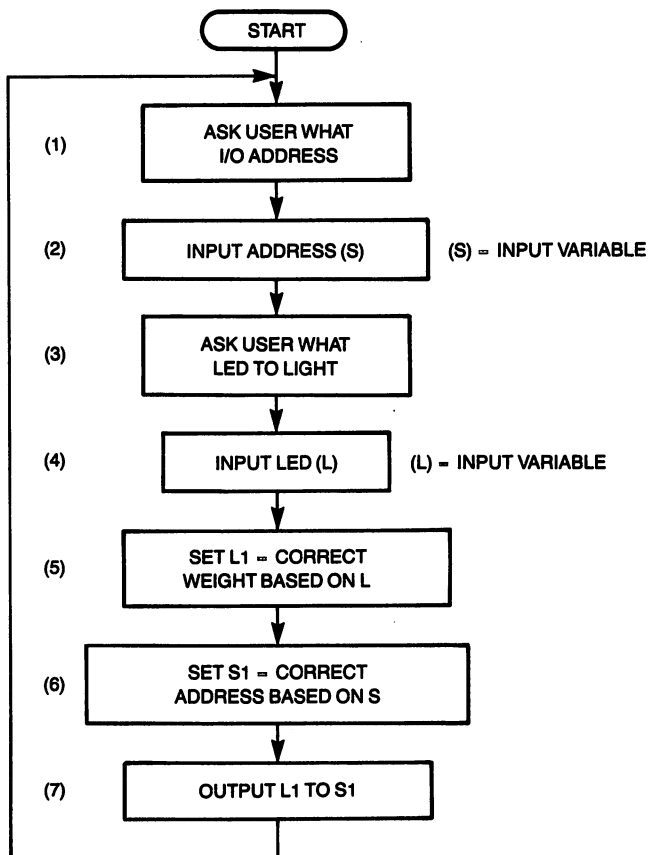 START
(1)
ASK USER WHAT
I/O ADDRESS
(2)
INPUT ADDRESS (S)
(S) = INPUT VARIABLE
(3)
ASK USER WHAT
LED TO LIGHT
(4)
INPUT LED (L)
(L) = INPUT VARIABLE
(5)
SET L1 = CORRECT
WEIGHT BASED ON L
(6)
SET S1 = CORRECT
ADDRESS BASED ON S
(7)
OUTPUT L1 TO S1